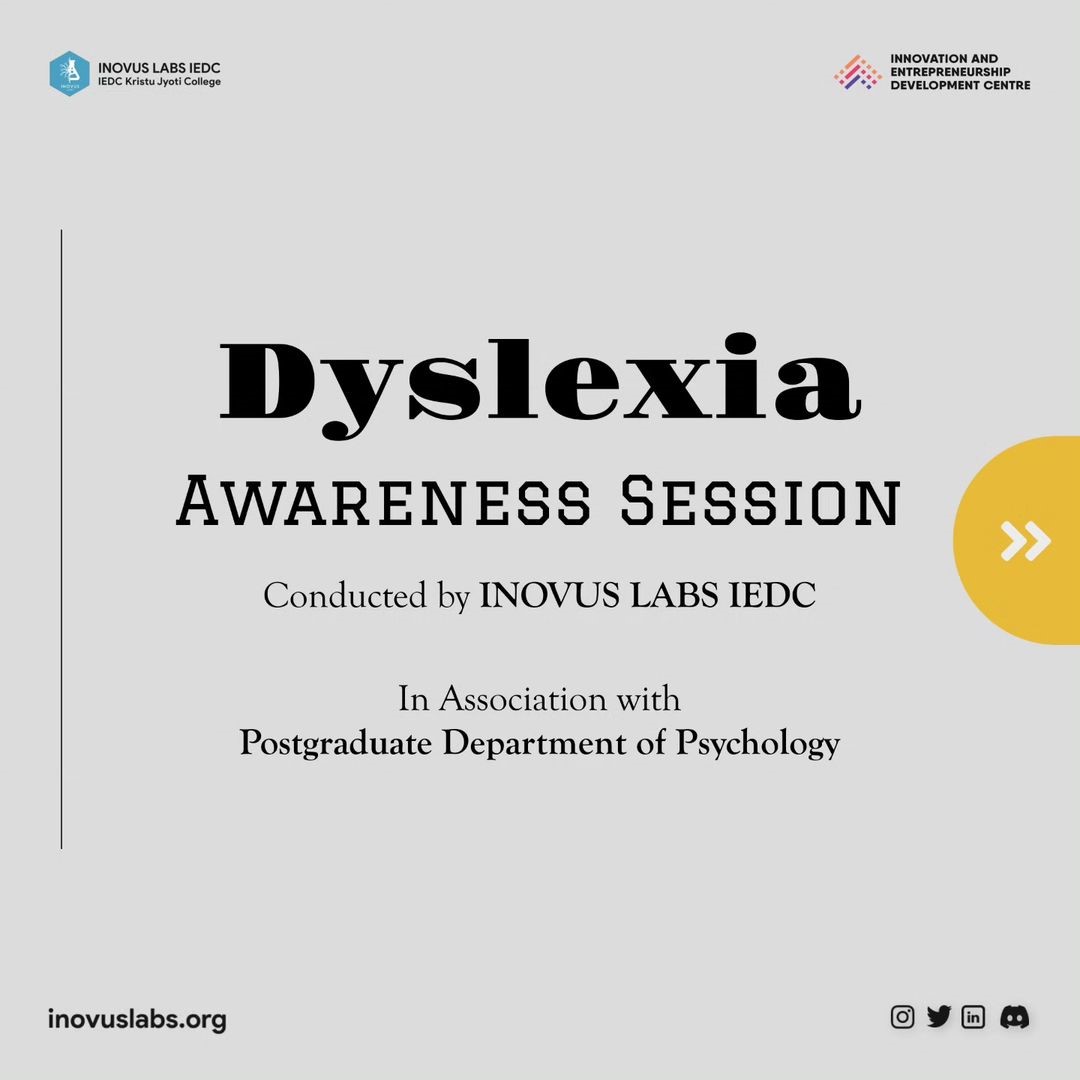 INOVUS LABS IEDC
IEDC Kristu Jyoti College
INOVUS
INNOVATION AND
ENTREPRENEURSHIP
DEVELOPMENT CENTRE
Dyslexia
Awareness Session
Conducted by INOVUS LABS IEDC
In Association with
Postgraduate Department of Psychology
inovuslabs.org